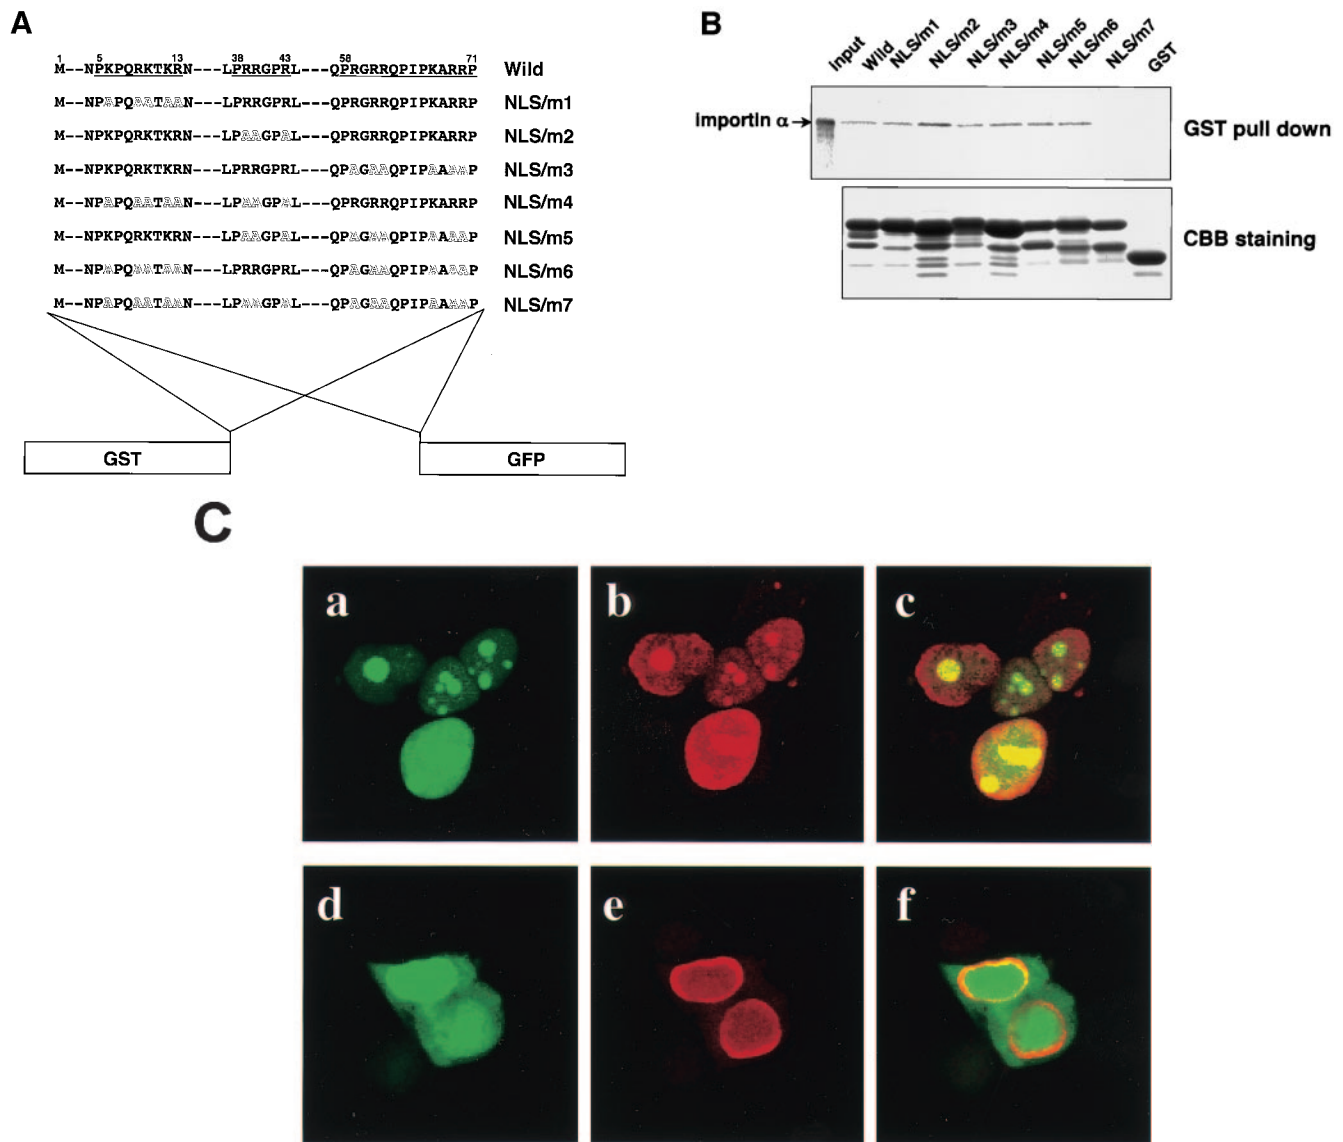 A
1 5 13 38 43 58 71
M--NPKPQRKTKRN---LPRRGPRL---QPRGRRQPIPKARRP Wild
M--NPAPQAATAAN---LPRRGPRL---QPRGRRQPIPKARRP NLS/m1
M--NPKPQRKTKRN---LPAAGPAL---QPRGRRQPIPKARRP NLS/m2
M--NPKPQRKTKRN---LPRRGPRL---QPAGAAQPIPAAAAP NLS/m3
M--NPAPQAATAAN---LPAAGPAL---QPRGRRQPIPKARRP NLS/m4
M--NPKPQRKTKRN---LPAAGPAL---QPAGAAQPIPAAAAP NLS/m5
M--NPAPQAATAAN---LPRRGPRL---QPAGAAQPIPAAAAP NLS/m6
M--NPAPQAATAAN---LPAAGPAL---QPAGAAQPIPAAAAP NLS/m7
GST GFP
B
input Wild NLS/m1 NLS/m2 NLS/m3 NLS/m4 NLS/m5 NLS/m6 NLS/m7 GST
importin α
GST pull down
CBB staining
C
a b c
d e f